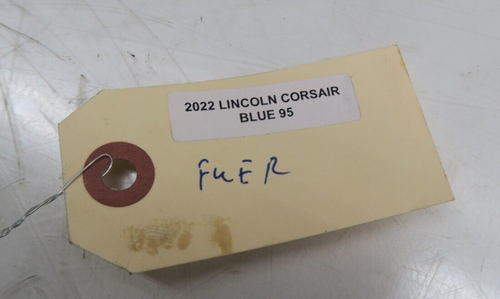 2022 LINCOLN CORSAIR
BLUE 95
FuER